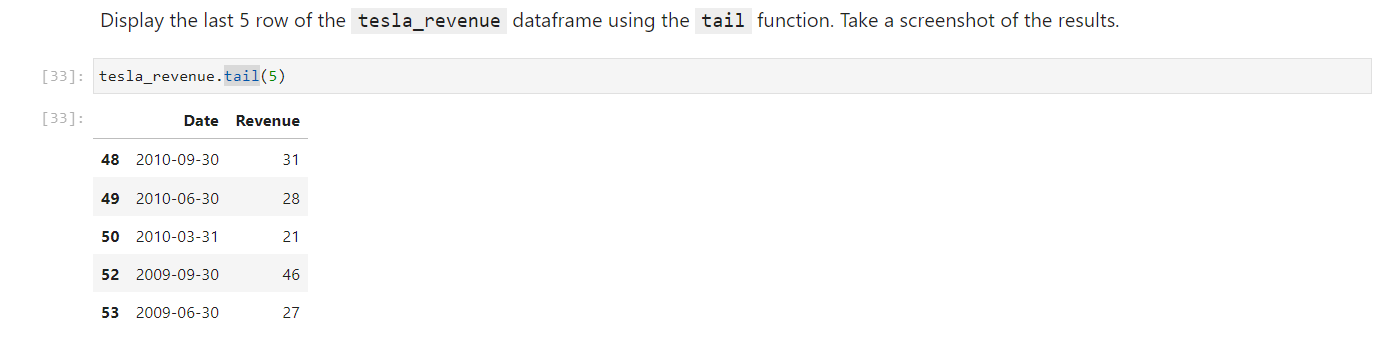 Display the last 5 row of the tesla_revenue dataframe using the tail function. Take a screenshot of the results.
[33]: tesla_revenue.tail(5)
[33]:
Date Revenue
48 2010-09-30 31
49 2010-06-30 28
50 2010-03-31 21
52 2009-09-30 46
53 2009-06-30 27